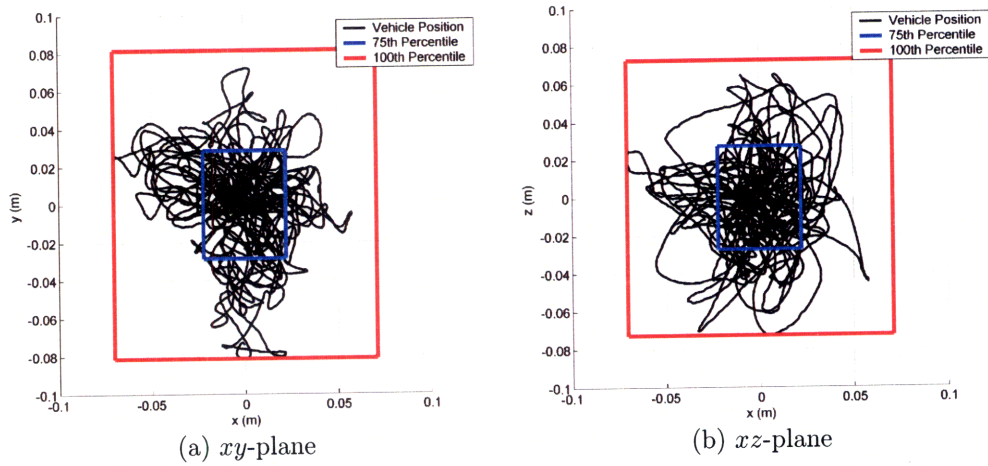 0.1
0.08
0.06
0.04
0.02
0
-0.02
-0.04
-0.06
-0.08
-0.1
y (m)
-0.1
-0.05
0
0.05
0.1
x (m)
Vehicle Position
75th Percentile
100th Percentile
(a) xy-plane
0.1
0.08
0.06
0.04
0.02
0
-0.02
-0.04
-0.06
-0.08
-0.1
z (m)
-0.1
-0.05
0
0.05
0.1
x (m)
Vehicle Position
75th Percentile
100th Percentile
(b) xz-plane